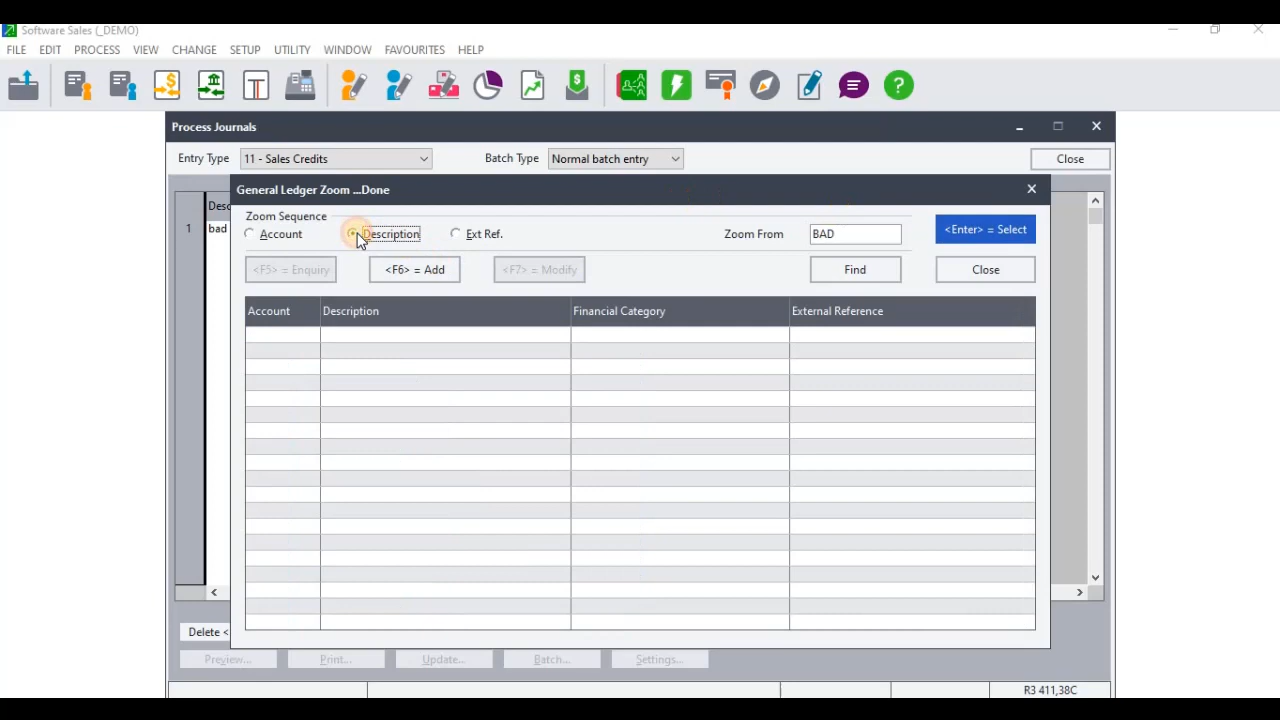 Software Sales (_DEMO)
FILE EDIT PROCESS VIEW CHANGE SETUP UTILITY WINDOW FAVOURITES HELP
Process Journals
Entry Type 11 - Sales Credits Batch Type Normal batch entry Close
General Ledger Zoom ...Done
Zoom Sequence
Account Description Ext Ref. Zoom From BAD <Enter> = Select
<F5> = Enquiry <F6> = Add <F7> = Modify Find Close
Account Description Financial Category External Reference
1 bad
Delete <
Preview... Print... Update... Batch... Settings...
R3 411,38C